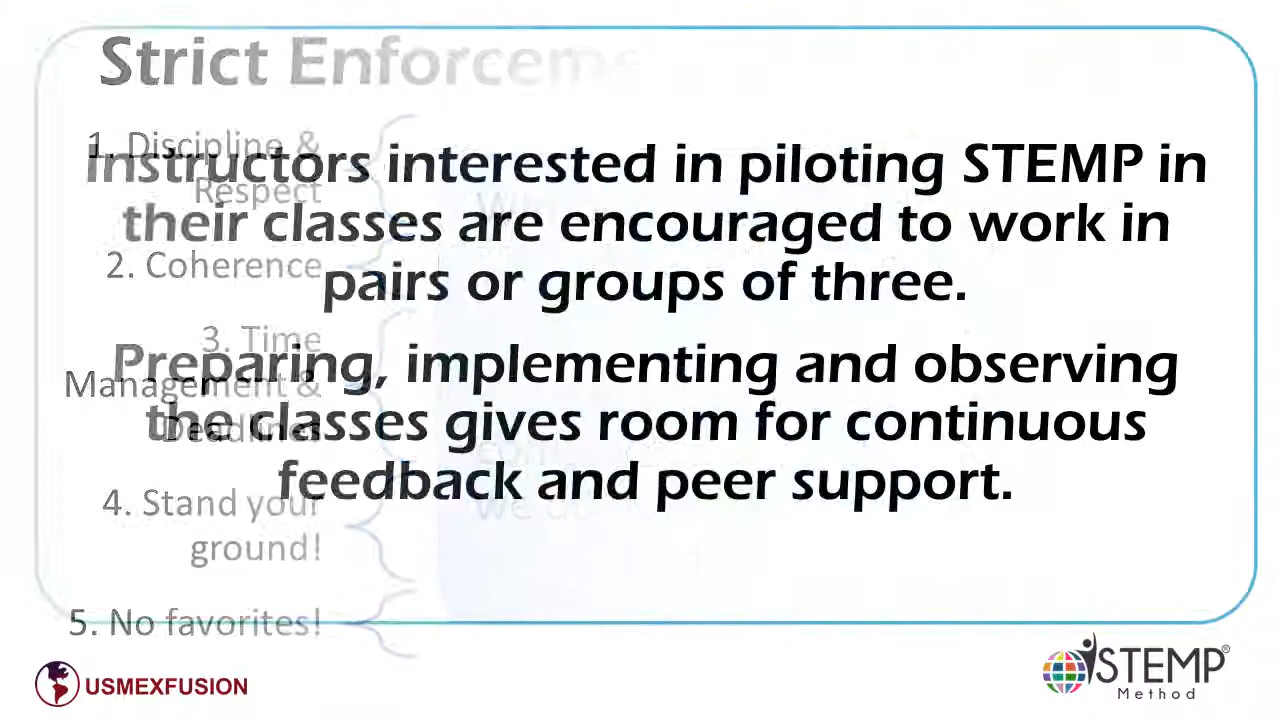 Strict Enforceme
1. Discipline &
Respect
2. Coherence
3. Time
Management &
Deadlines
4. Stand your
ground!
5. No favorites!
Instructors interested in piloting STEMP in
their classes are encouraged to work in
pairs or groups of three.
Preparing, implementing and observing
the classes gives room for continuous
feedback and peer support.
USMEXFUSION
STEMP®
Method